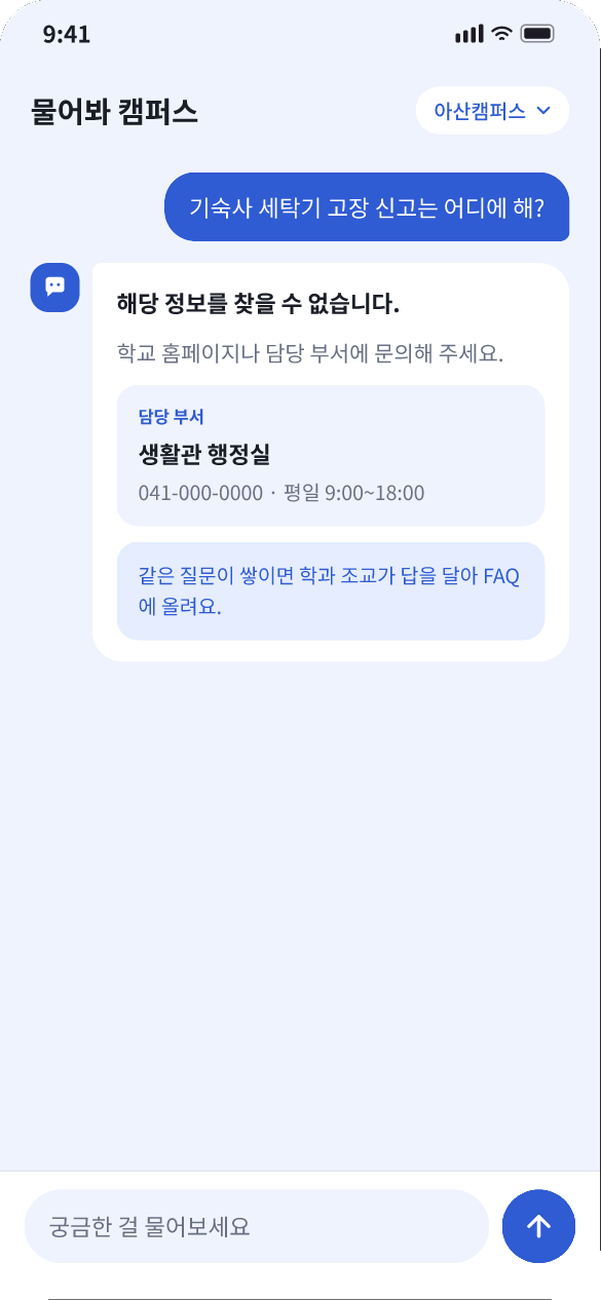 9:41
물어봐 캠퍼스
아산캠퍼스
기숙사 세탁기 고장 신고는 어디에 해?
해당 정보를 찾을 수 없습니다.
학교 홈페이지나 담당 부서에 문의해 주세요.
담당 부서
생활관 행정실
041-000-0000 · 평일 9:00~18:00
같은 질문이 쌓이면 학과 조교가 답을 달아 FAQ
에 올려요.
궁금한 걸 물어보세요